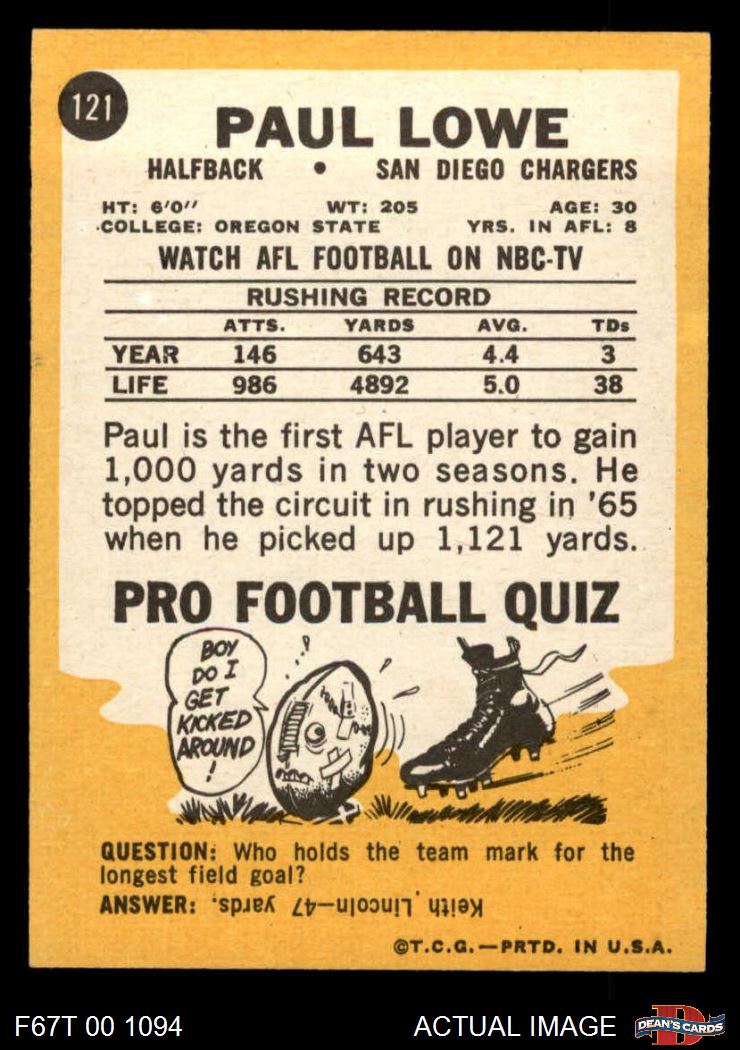 121
PAUL LOWE
HALFBACK • SAN DIEGO CHARGERS
HT: 6'0" WT: 205 AGE: 30
COLLEGE: OREGON STATE YRS. IN AFL: 8
WATCH AFL FOOTBALL ON NBC-TV
RUSHING RECORD
ATTS. YARDS AVG. TDs
YEAR 146 643 4.4 3
LIFE 986 4892 5.0 38
Paul is the first AFL player to gain
1,000 yards in two seasons. He
topped the circuit in rushing in '65
when he picked up 1,121 yards.
PRO FOOTBALL QUIZ
BOY
DO I
GET
KICKED
AROUND
!
QUESTION: Who holds the team mark for the
longest field goal?
ANSWER: Keith Lincoln—47 yards.
©T.C.G.—PRTD. IN U.S.A.
F67T 00 1094 ACTUAL IMAGE DEAN'S CARDS